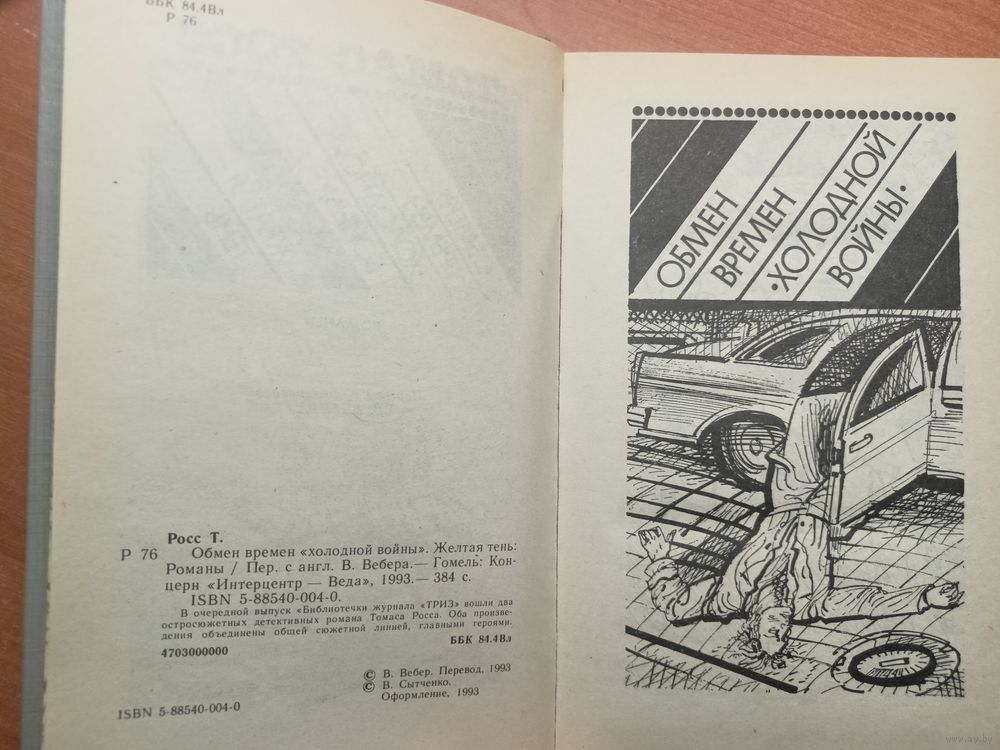 ББК 84.4Вл
Р 76
Росс Т.
Р 76 Обмен времен «холодной войны». Желтая тень:
Романы / Пер. с англ. В. Вебера.— Гомель: Кон-
церн «Интерцентр — Веда», 1993.— 384 с.
ISBN 5-88540-004-0.
В очередной выпуск «Библиотечки журнала «ТРИЗ» вошли два
остросюжетных детективных романа Томаса Росса. Оба произве-
дения объединены общей сюжетной линией, главными героями.
ББК 84.4Вл
4703000000
© В. Вебер. Перевод, 1993
© В. Сытченко.
Оформление, 1993
ISBN 5-88540-004-0
ОБМЕН
ВРЕМЕН
·ХОЛОДНОЙ
ВОЙНЫ·
www.ay.by